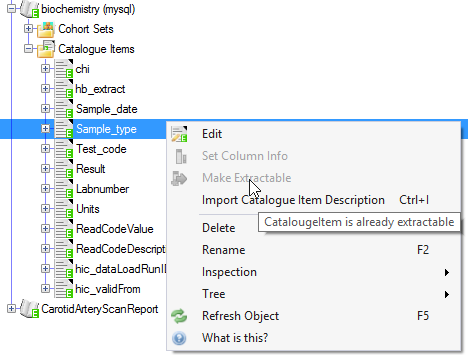 biochemistry (mysql)
Cohort Sets
Catalogue Items
chi
hb_extract
Sample_date
Sample_type
Edit
Test_code
Set Column Info
Result
Make Extractable
Labnumber
Import Catalogue Item Description Ctrl+I
Units
CatalougeItem is already extractable
ReadCodeValue
Delete
ReadCodeDescript
Rename F2
hic_dataLoadRunI
Inspection
hic_validFrom
Tree
CarotidArteryScanReport
Refresh Object F5
What is this?